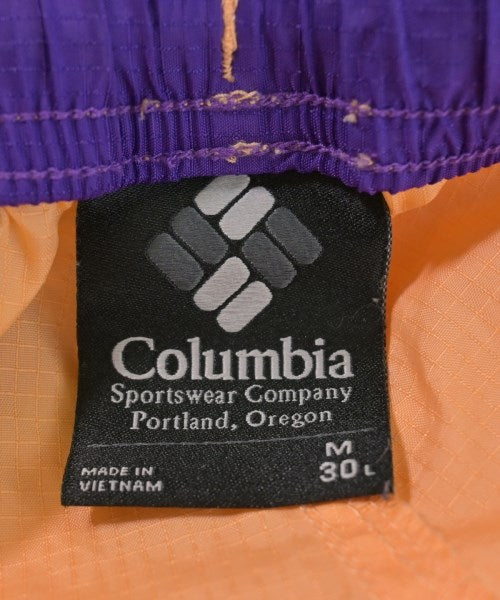 Columbia
Sportswear Company
Portland, Oregon
M
MADE IN
30 L
VIETNAM